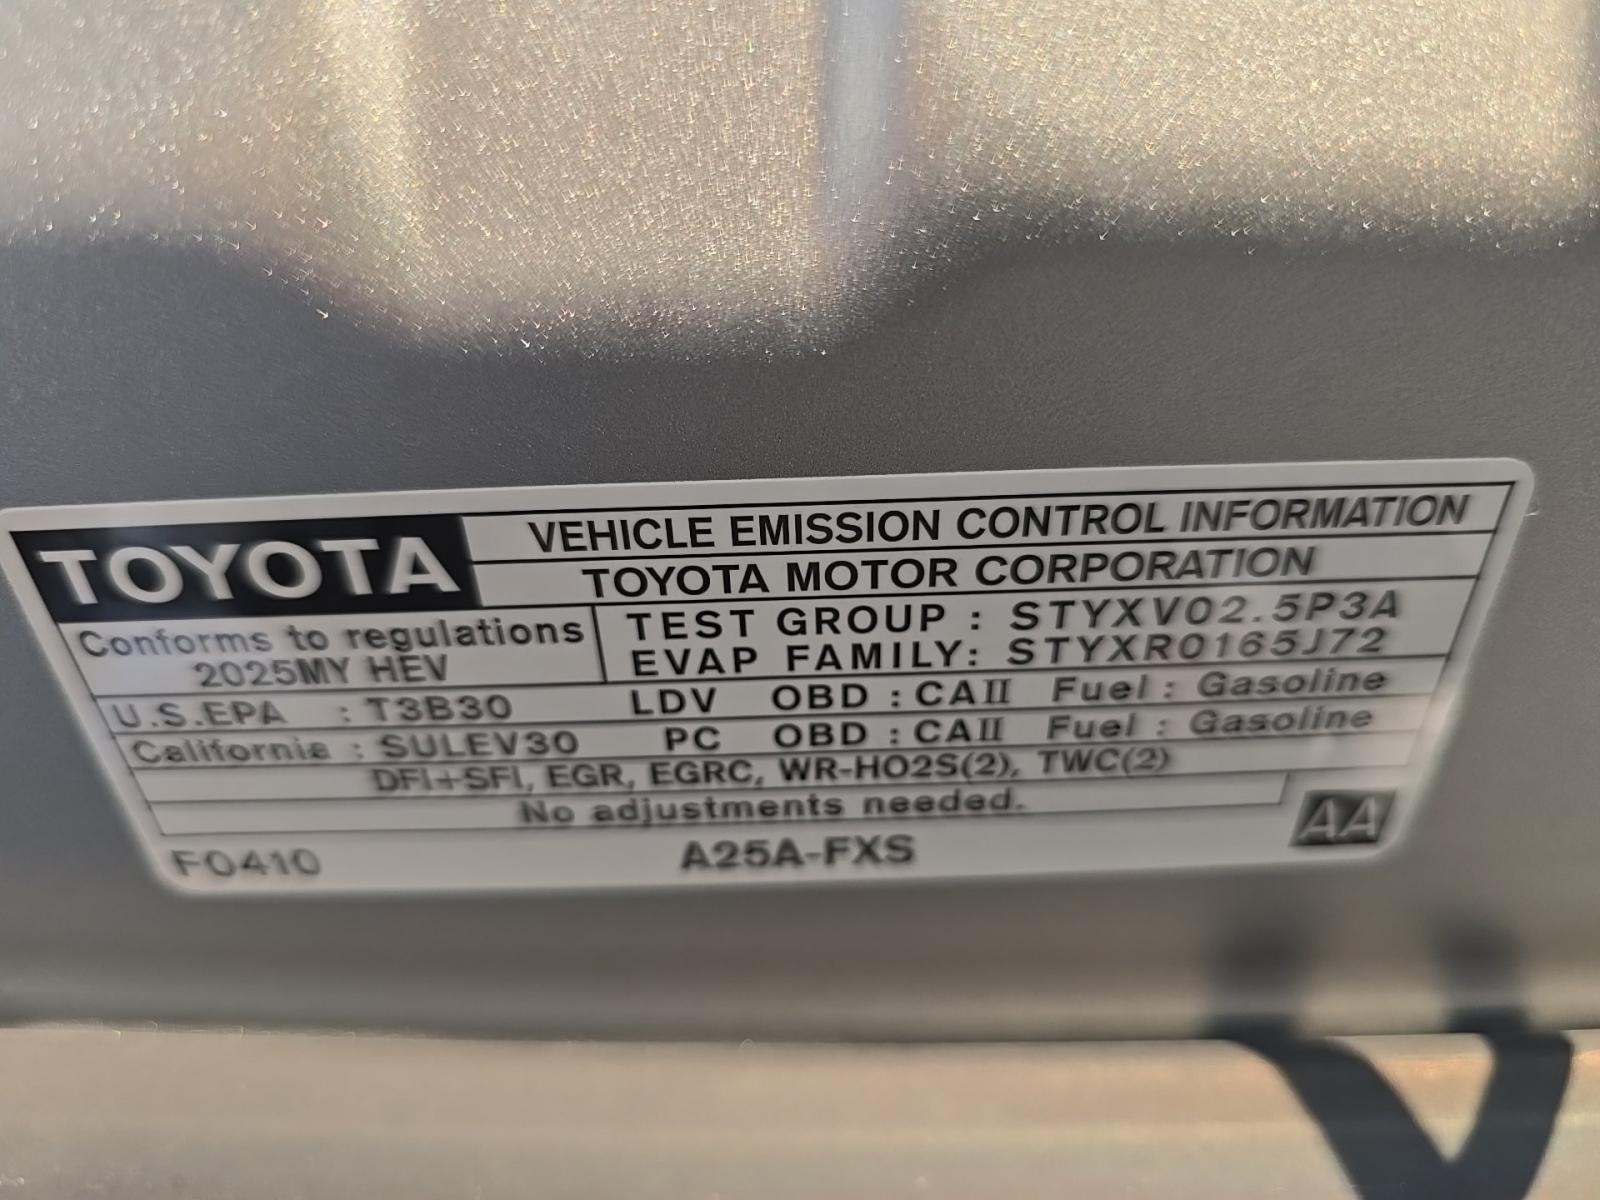 TOYOTA
VEHICLE EMISSION CONTROL INFORMATION
TOYOTA MOTOR CORPORATION
Conforms to regulations
2025MY HEV
TEST GROUP : STYXV02.5P3A
EVAP FAMILY: STYXR0165J72
U.S.EPA : T3B30 LDV OBD : CAII Fuel : Gasoline
California : SULEV30 PC OBD : CAII Fuel : Gasoline
DFI+SFI, EGR, EGRC, WR-HO2S(2), TWC(2)
No adjustments needed.
F0410 A25A-FXS AA